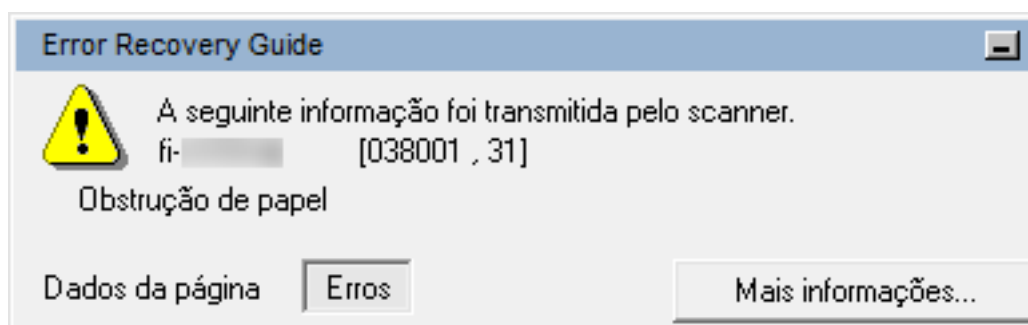 Error Recovery Guide
A seguinte informação foi transmitida pelo scanner.
fi- [038001 , 31]
Obstrução de papel
Dados da página Erros Mais informações...